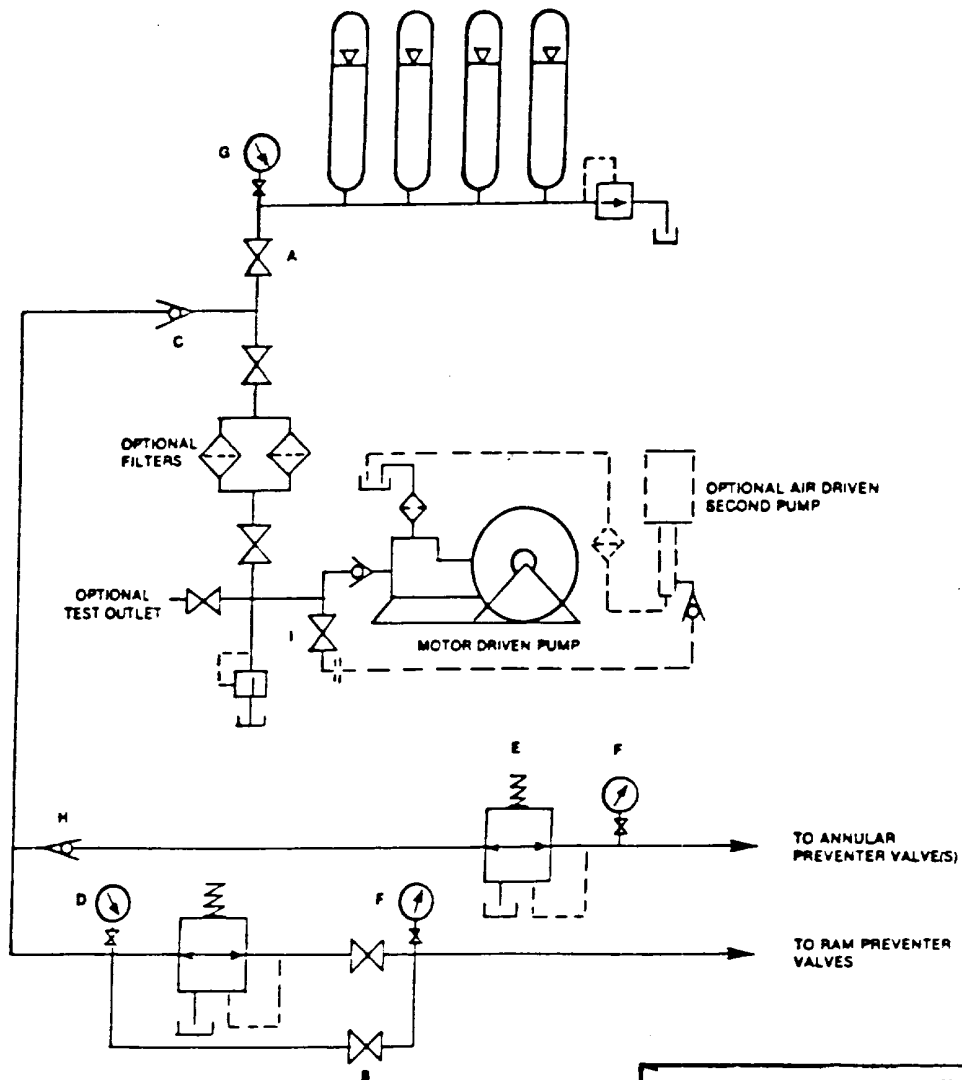 G
A
C
OPTIONAL
FILTERS
OPTIONAL AIR DRIVEN
SECOND PUMP
OPTIONAL
TEST OUTLET
I
MOTOR DRIVEN PUMP
E
F
H
TO ANNULAR
PREVENTER VALVE(S)
D
F
TO RAM PREVENTER
VALVES